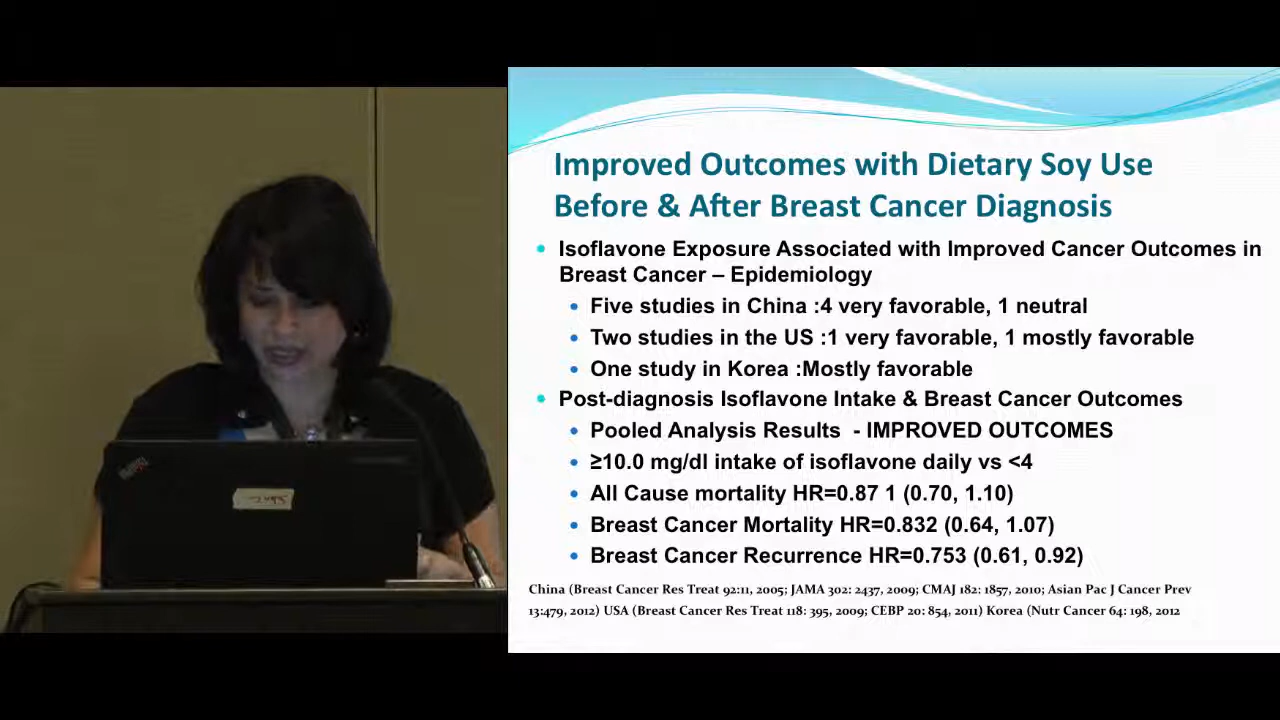 Improved Outcomes with Dietary Soy Use
Before & After Breast Cancer Diagnosis
Isoflavone Exposure Associated with Improved Cancer Outcomes in
Breast Cancer – Epidemiology
Five studies in China :4 very favorable, 1 neutral
Two studies in the US :1 very favorable, 1 mostly favorable
One study in Korea :Mostly favorable
Post-diagnosis Isoflavone Intake & Breast Cancer Outcomes
Pooled Analysis Results - IMPROVED OUTCOMES
≥10.0 mg/dl intake of isoflavone daily vs <4
All Cause mortality HR=0.87 1 (0.70, 1.10)
Breast Cancer Mortality HR=0.832 (0.64, 1.07)
Breast Cancer Recurrence HR=0.753 (0.61, 0.92)
China (Breast Cancer Res Treat 92:11, 2005; JAMA 302: 2437, 2009; CMAJ 182: 1857, 2010; Asian Pac J Cancer Prev
13:479, 2012) USA (Breast Cancer Res Treat 118: 395, 2009; CEBP 20: 854, 2011) Korea (Nutr Cancer 64: 198, 2012